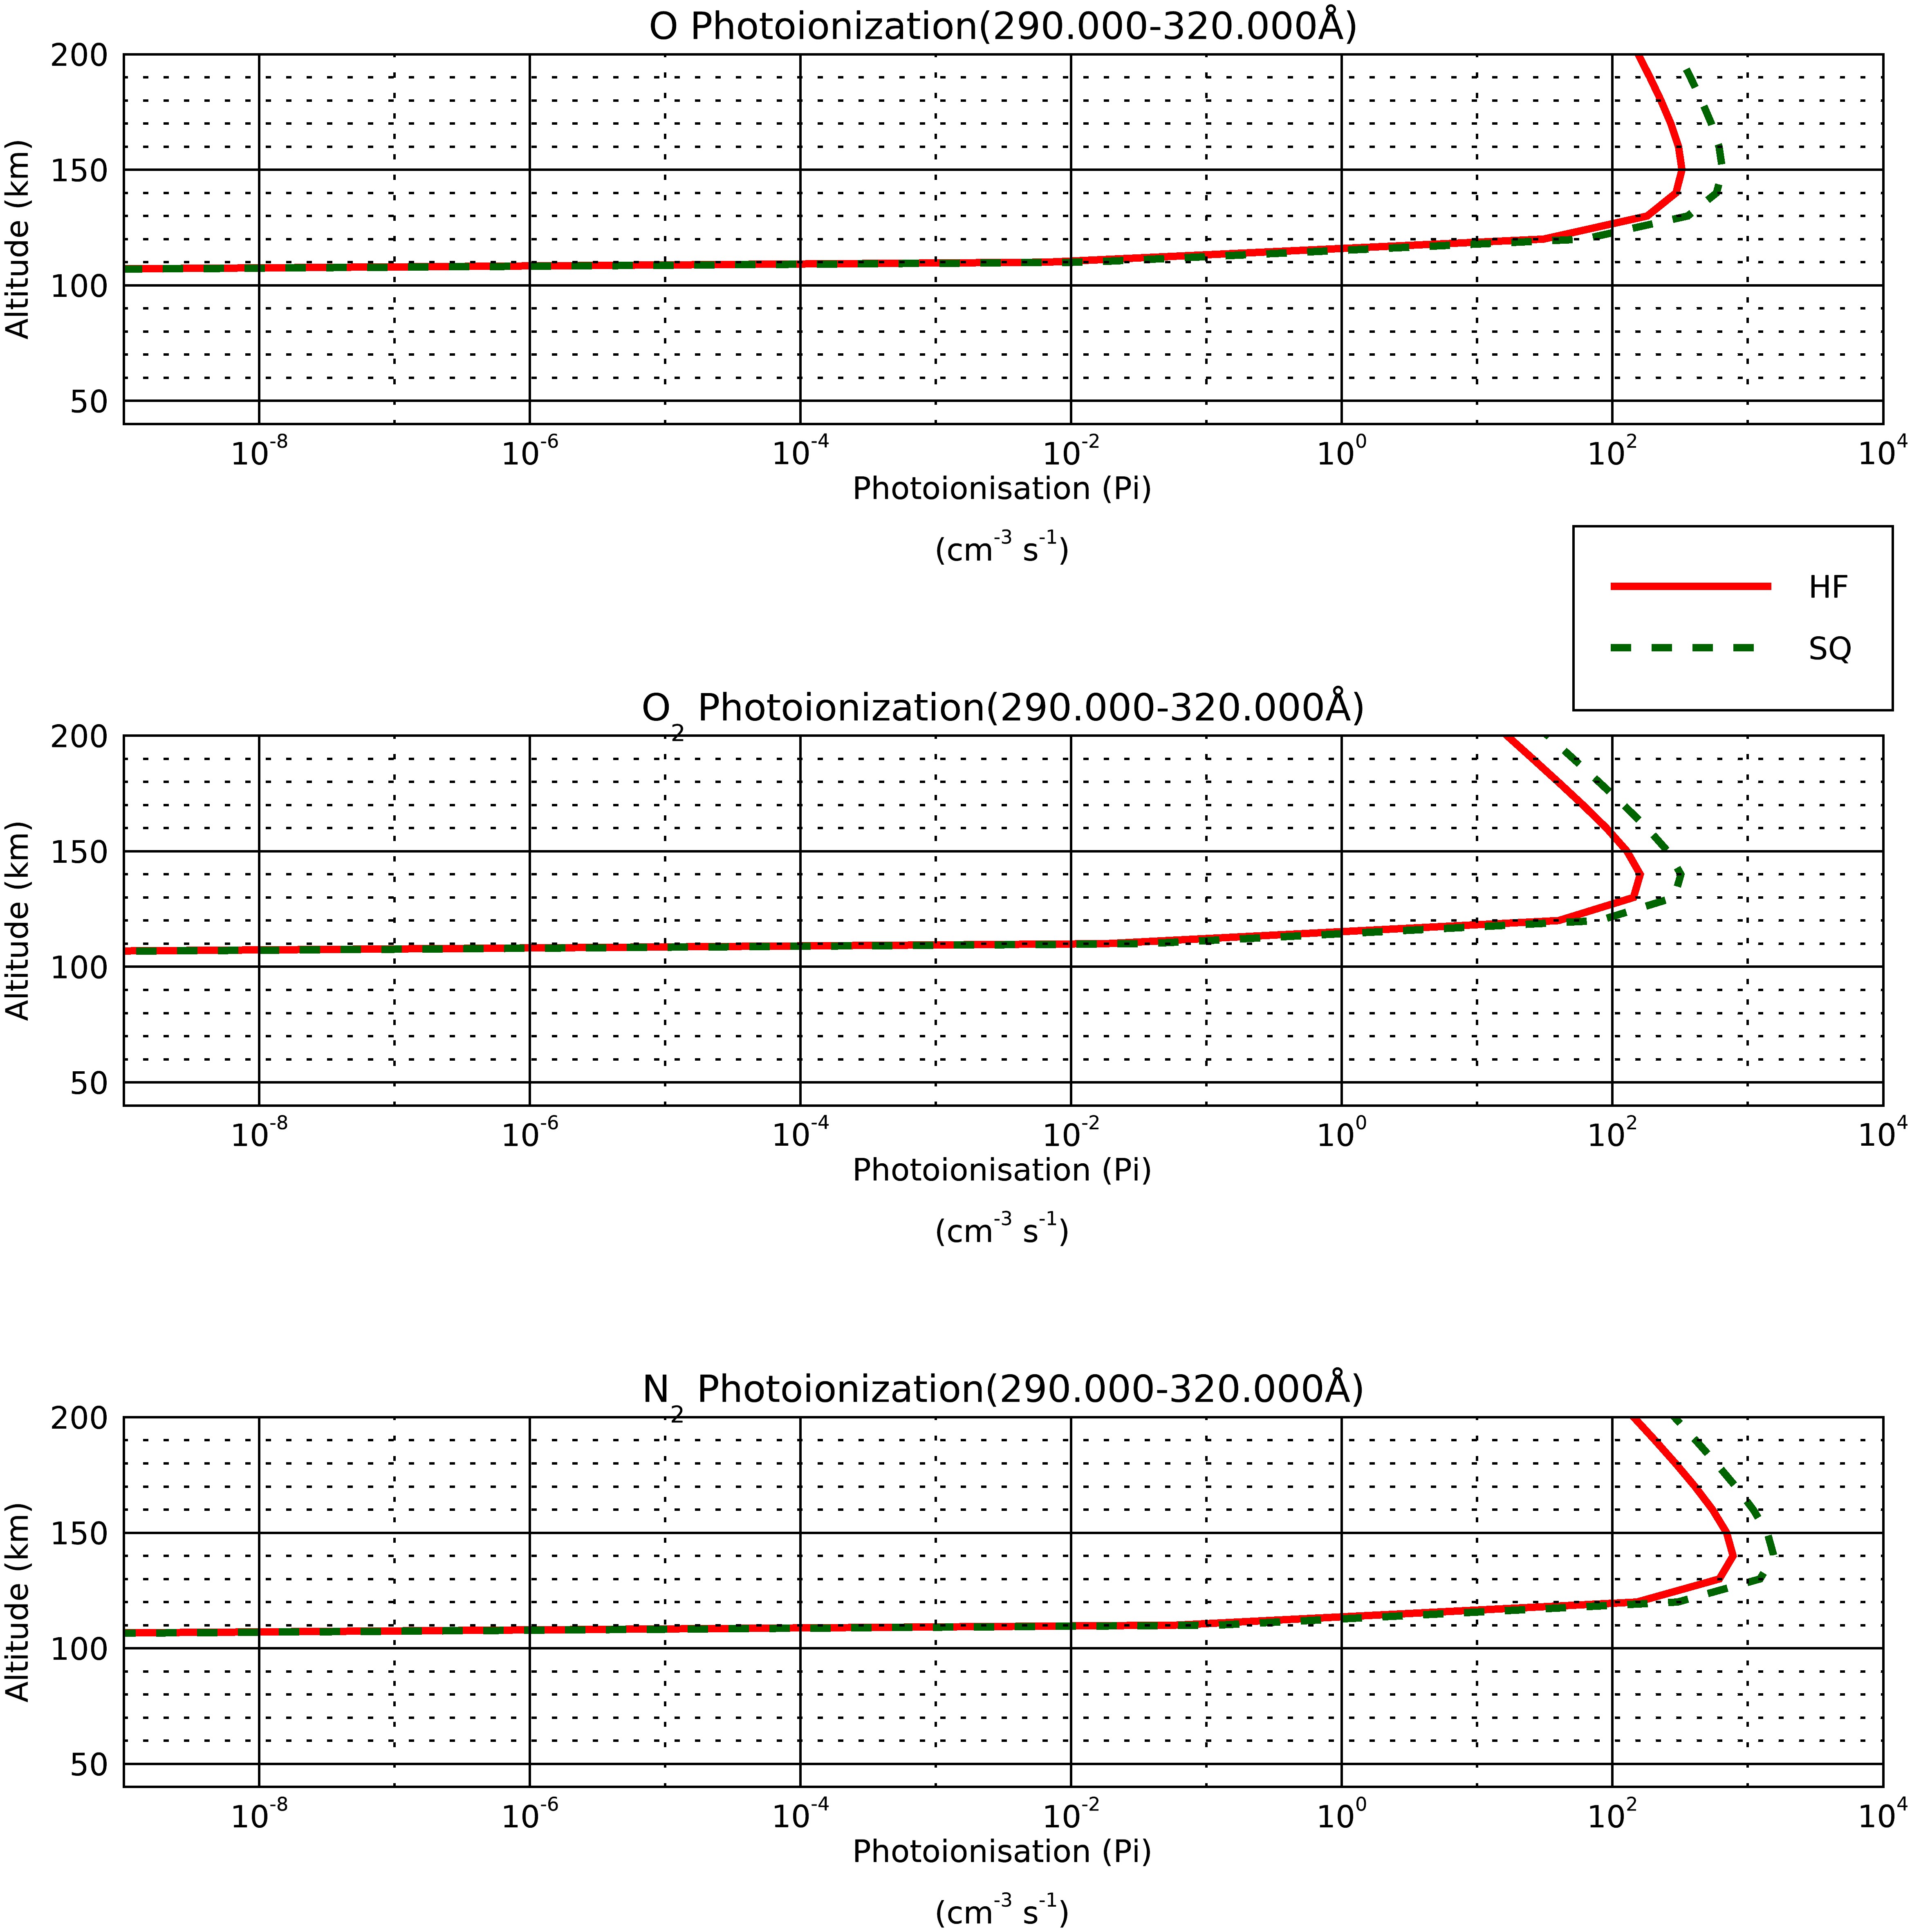 O Photoionization(290.000-320.000Å)
200
150
100
50
Altitude (km)
10⁻⁸ 10⁻⁶ 10⁻⁴ 10⁻² 10⁰ 10² 10⁴
Photoionisation (Pi)
(cm⁻³ s⁻¹)
HF
SQ
O₂ Photoionization(290.000-320.000Å)
200
150
100
50
Altitude (km)
10⁻⁸ 10⁻⁶ 10⁻⁴ 10⁻² 10⁰ 10² 10⁴
Photoionisation (Pi)
(cm⁻³ s⁻¹)
N₂ Photoionization(290.000-320.000Å)
200
150
100
50
Altitude (km)
10⁻⁸ 10⁻⁶ 10⁻⁴ 10⁻² 10⁰ 10² 10⁴
Photoionisation (Pi)
(cm⁻³ s⁻¹)